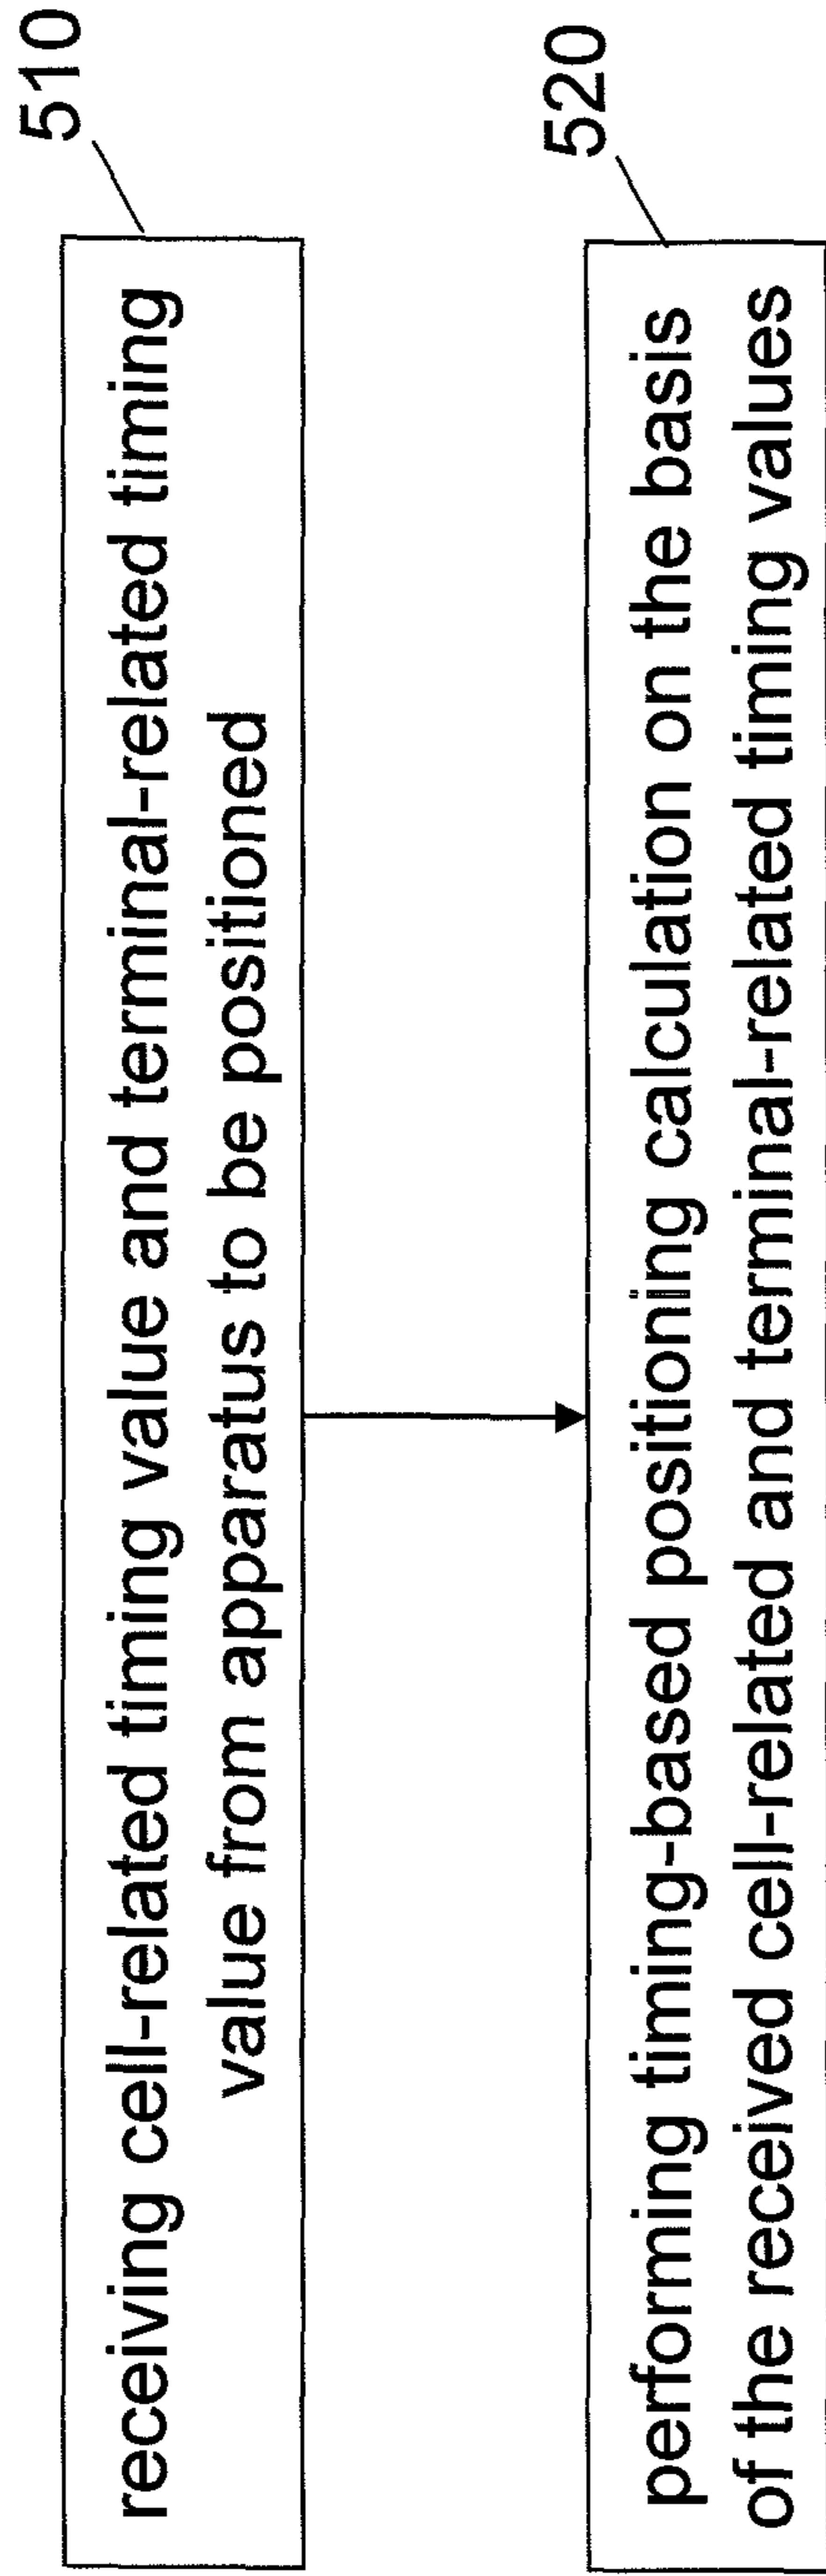 510
receiving cell-related timing value and terminal-related timing
value from apparatus to be positioned
520
performing timing-based positioning calculation on the basis
of the received cell-related and terminal-related timing values